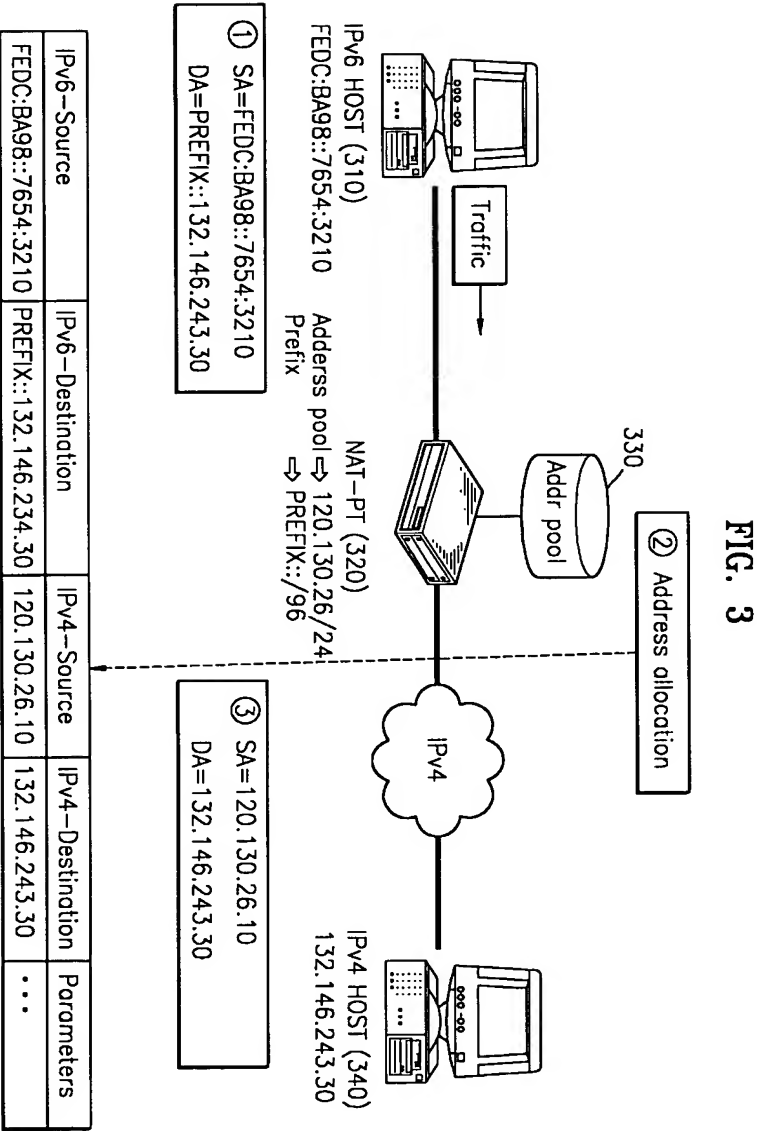 FIG. 3
② Address allocation
330
Addr pool
Traffic
IPv4
IPv6 HOST (310)
FEDC:BA98::7654:3210
NAT-PT (320)
Adderss pool ⇨ 120.130.26/24
Prefix ⇨ PREFIX::/96
IPv4 HOST (340)
132.146.243.30
① SA=FEDC:BA98::7654:3210
DA=PREFIX::132.146.243.30
③ SA=120.130.26.10
DA=132.146.243.30
IPv6-Source IPv6-Destination IPv4-Source IPv4-Destination Parameters
FEDC:BA98::7654:3210 PREFIX::132.146.234.30 120.130.26.10 132.146.243.30 ...